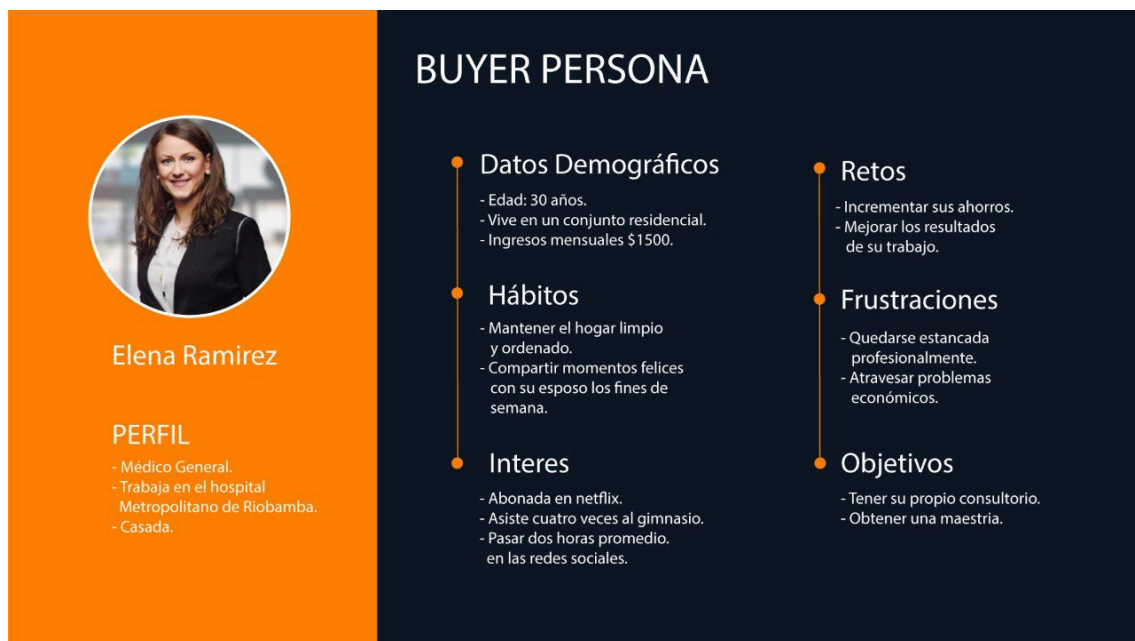 BUYER PERSONA
Elena Ramirez
PERFIL
- Médico General.
- Trabaja en el hospital
Metropolitano de Riobamba.
- Casada.
Datos Demográficos
- Edad: 30 años.
- Vive en un conjunto residencial.
- Ingresos mensuales $1500.
Hábitos
- Mantener el hogar limpio
y ordenado.
- Compartir momentos felices
con su esposo los fines de
semana.
Interes
- Abonada en netflix.
- Asiste cuatro veces al gimnasio.
- Pasar dos horas promedio.
en las redes sociales.
Retos
- Incrementar sus ahorros.
- Mejorar los resultados
de su trabajo.
Frustraciones
- Quedarse estancada
profesionalmente.
- Atravesar problemas
económicos.
Objetivos
- Tener su propio consultorio.
- Obtener una maestria.